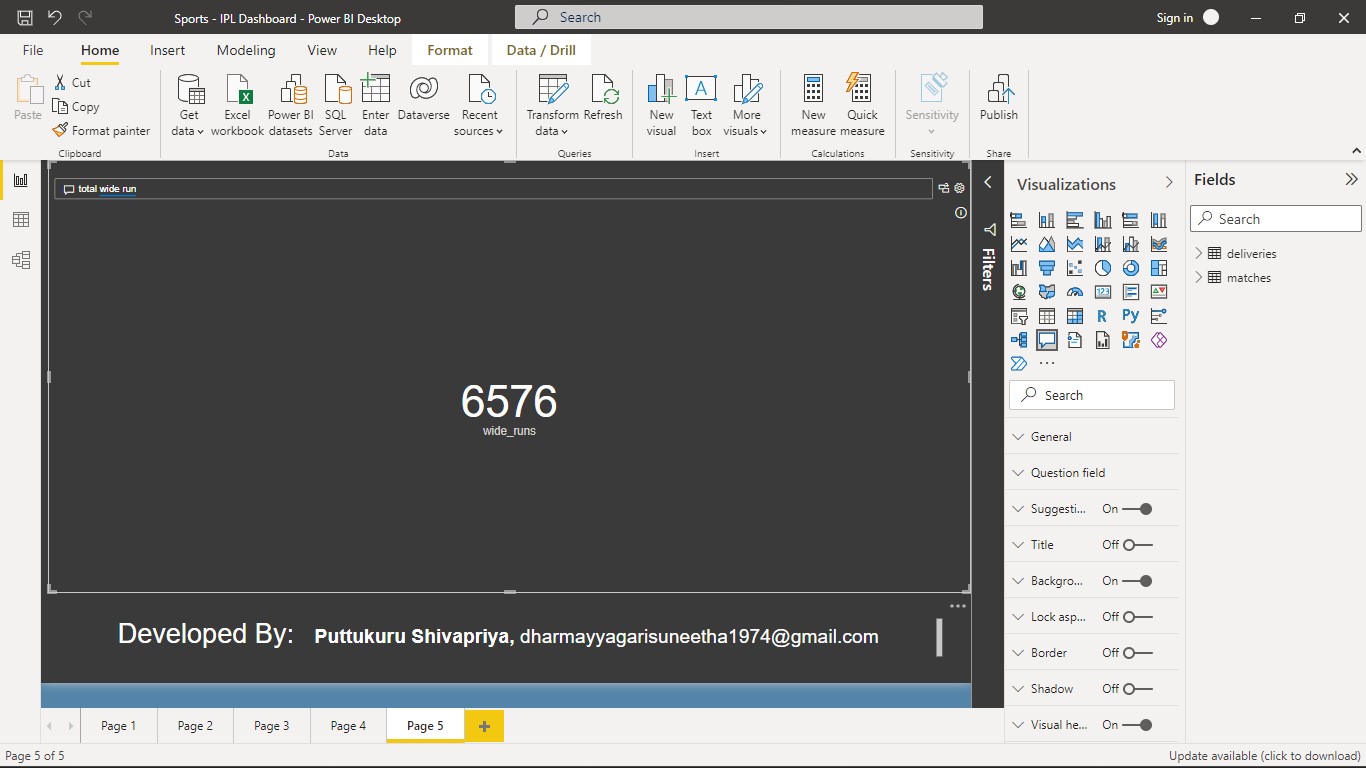 Sports - IPL Dashboard - Power BI Desktop
Search
Sign in
File Home Insert Modeling View Help Format Data / Drill
Paste
Cut
Copy
Format painter
Clipboard
Get data
Excel workbook
Power BI datasets
SQL Server
Enter data
Dataverse
Recent sources
Data
Transform data
Refresh
Queries
New visual
Text box
More visuals
Insert
New measure
Quick measure
Calculations
Sensitivity
Sensitivity
Publish
Share
total wide run
6576
wide_runs
Developed By: Puttukuru Shivapriya, dharmayyagarisuneetha1974@gmail.com
Filters
Visualizations
123
R
Py
Search
General
Question field
Suggesti... On
Title Off
Backgro... On
Lock asp... Off
Border Off
Shadow Off
Visual he... On
Fields
Search
deliveries
matches
Page 1 Page 2 Page 3 Page 4 Page 5 +
Page 5 of 5
Update available (click to download)